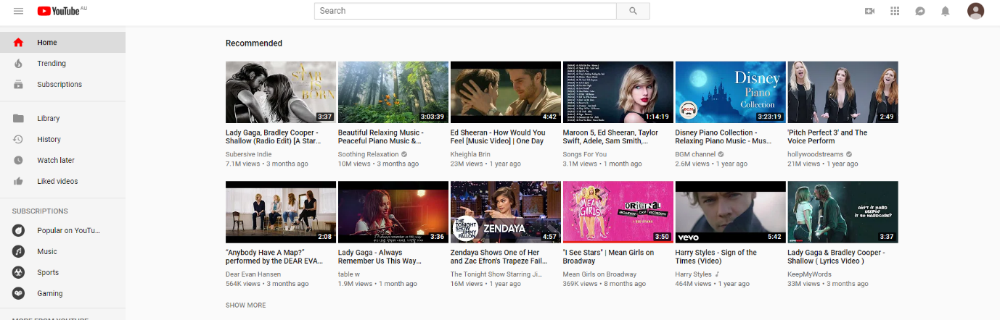 YouTube AU
Search
Home
Trending
Subscriptions
Library
History
Watch later
Liked videos
SUBSCRIPTIONS
Popular on YouTu...
Music
Sports
Gaming
MORE FROM YOUTUBE
Recommended
A STAR IS BORN
3:37
3:03:39
4:42
1:14:19
Disney
Piano
Collection
BGM
3:23:19
2:49
Lady Gaga, Bradley Cooper -
Shallow (Radio Edit) [A Star...
Subersive Indie
7.1M views • 3 months ago
Beautiful Relaxing Music -
Peaceful Piano Music &...
Soothing Relaxation
10M views • 3 months ago
Ed Sheeran - How Would You
Feel [Music Video] | One Day
Kheighla Brin
23M views • 1 year ago
Maroon 5, Ed Sheeran, Taylor
Swift, Adele, Sam Smith,...
Songs For You
3.1M views • 1 month ago
Disney Piano Collection -
Relaxing Piano Music - Mus...
BGM channel
2.6M views • 1 year ago
'Pitch Perfect 3' and The
Voice Perform
hollywoodstreams
21M views • 1 year ago
2:08
3:36
THE
TONIGHT
SHOW
JIMMY
FALLON
ZENDAYA
4:57
MEAN
GIRLS
ORIGINAL
BROADWAY CAST RECORDING
I SEE STARS
3:50
vevo
5:42
AIN'T IT HARD
KEEPIN'
IT SO HARDCORE?
3:37
"Anybody Have A Map?"
performed by the DEAR EVA...
Dear Evan Hansen
564K views • 3 months ago
Lady Gaga - Always
Remember Us This Way...
table w
1.9M views • 1 month ago
Zendaya Shows One of Her
and Zac Efron's Trapeze Fail...
The Tonight Show Starring Ji...
16M views • 1 year ago
"I See Stars" | Mean Girls on
Broadway
Mean Girls on Broadway
369K views • 8 months ago
Harry Styles - Sign of the
Times (Video)
Harry Styles
464M views • 1 year ago
Lady Gaga & Bradley Cooper -
Shallow ( Lyrics Video )
KeepMyWords
33M views • 3 months ago
SHOW MORE